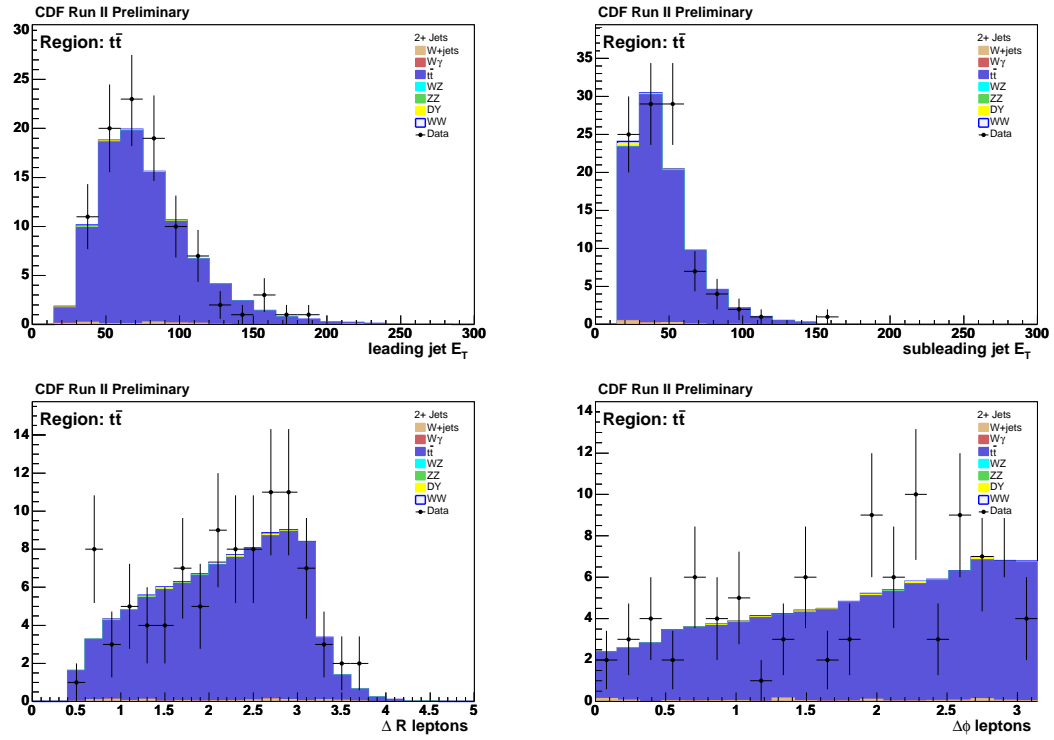 CDF Run II Preliminary
Region: tt̄
2+ Jets
W+jets
Wγ
tt̄
WZ
ZZ
DY
WW
Data
30
25
20
15
10
5
0
0 50 100 150 200 250 300
leading jet E_T
CDF Run II Preliminary
Region: tt̄
2+ Jets
W+jets
Wγ
tt̄
WZ
ZZ
DY
WW
Data
35
30
25
20
15
10
5
0
0 50 100 150 200 250 300
subleading jet E_T
CDF Run II Preliminary
Region: tt̄
2+ Jets
W+jets
Wγ
tt̄
WZ
ZZ
DY
WW
Data
14
12
10
8
6
4
2
0
0 0.5 1 1.5 2 2.5 3 3.5 4 4.5 5
Δ R leptons
CDF Run II Preliminary
Region: tt̄
2+ Jets
W+jets
Wγ
tt̄
WZ
ZZ
DY
WW
Data
14
12
10
8
6
4
2
0
0 0.5 1 1.5 2 2.5 3
Δϕ leptons